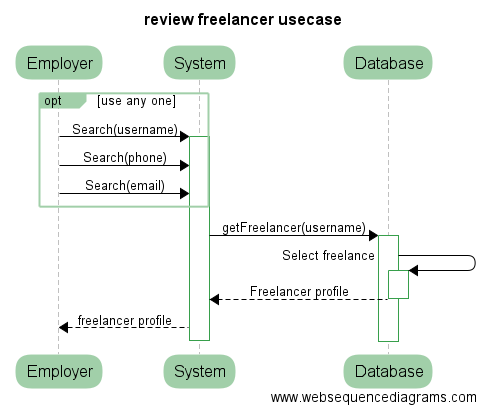 review freelancer usecase
Employer System Database
opt [use any one]
Search(username)
Search(phone)
Search(email)
getFreelancer(username)
Select freelance
Freelancer profile
freelancer profile
Employer System Database
www.websequencediagrams.com